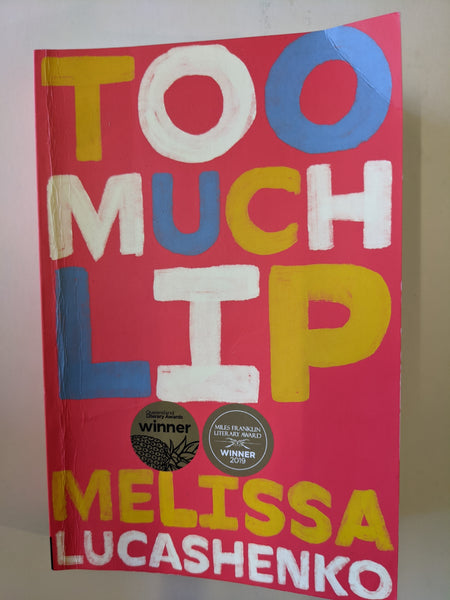 TOO
MUCH
LIP
Queensland
Literary Awards
winner
MILES FRANKLIN
LITERARY AWARD
WINNER
2019
MELISSA
LUCASHENKO